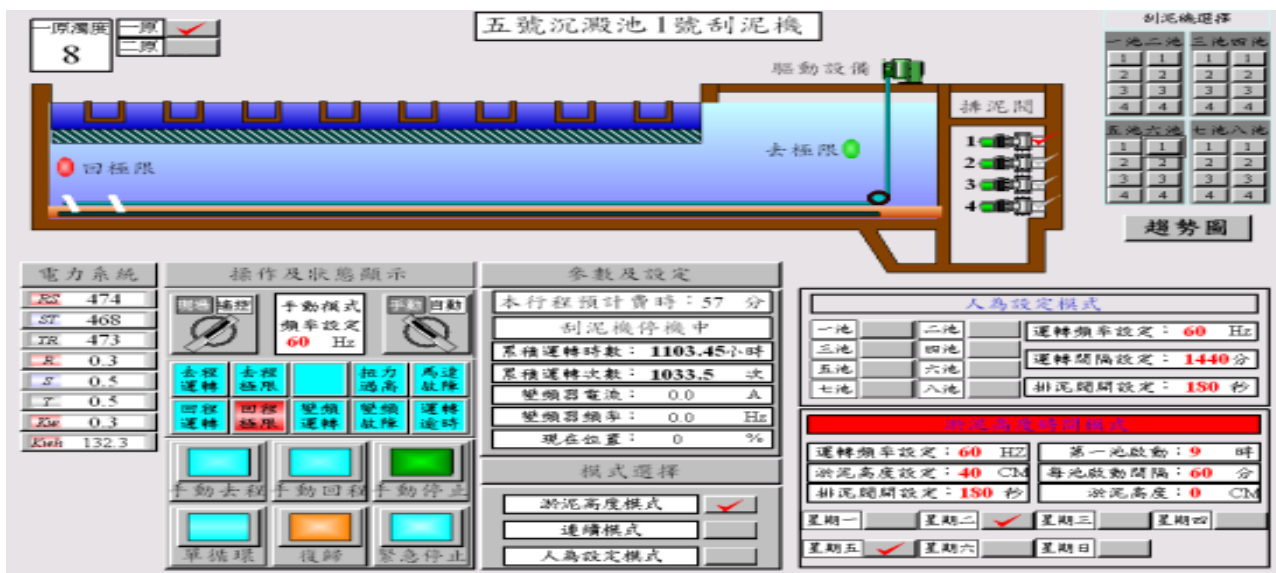 五號沉澱池1號刮泥機
一原濁度
8
一原
二原
驅動設備
排泥閥
1
2
3
4
去極限
回極限
刮泥機選擇
一池 二池 三池 四池
1 1 1 1
2 2 2 2
3 3 3 3
4 4 4 4
五池 六池 七池 八池
1 1 1 1
2 2 2 2
3 3 3 3
4 4 4 4
趨勢圖
電力系統
RS 474
ST 468
TR 473
R 0.3
S 0.5
T 0.5
Kw 0.3
Kwh 132.3
操作及狀態顯示
現場 遙控
手動模式
頻率設定
60 Hz
手動 自動
去程運轉 去程極限 扭力過高 馬達故障
回程運轉 回程極限 變頻運轉 變頻故障 運轉逾時
手動去程 手動回程 手動停止
單循環 復歸 緊急停止
參數及設定
本行程預計費時：57 分
刮泥機停機中
累積運轉時數： 1103.45小時
累積運轉次數： 1033.5 次
變頻器電流： 0.0 A
變頻器頻率： 0.0 Hz
現在位置： 0 %
模式選擇
淤泥高度模式
連續模式
人為設定模式
人為設定模式
一池 二池
三池 四池
五池 六池
七池 八池
運轉頻率設定： 60 Hz
運轉間隔設定： 1440分
排泥閥開設定： 180 秒
淤泥高度時間模式
運轉頻率設定：60 HZ
淤泥高度設定：40 CM
排泥閥開設定：180 秒
第一池啟動：9 時
每池啟動間隔：60 分
淤泥高度：0 CM
星期一 星期二 星期三 星期四
星期五 星期六 星期日